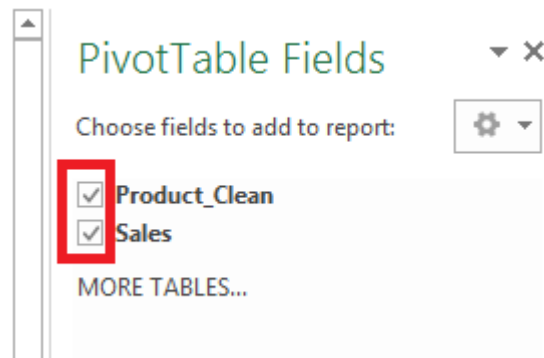 PivotTable Fields
Choose fields to add to report:
Product_Clean
Sales
MORE TABLES...